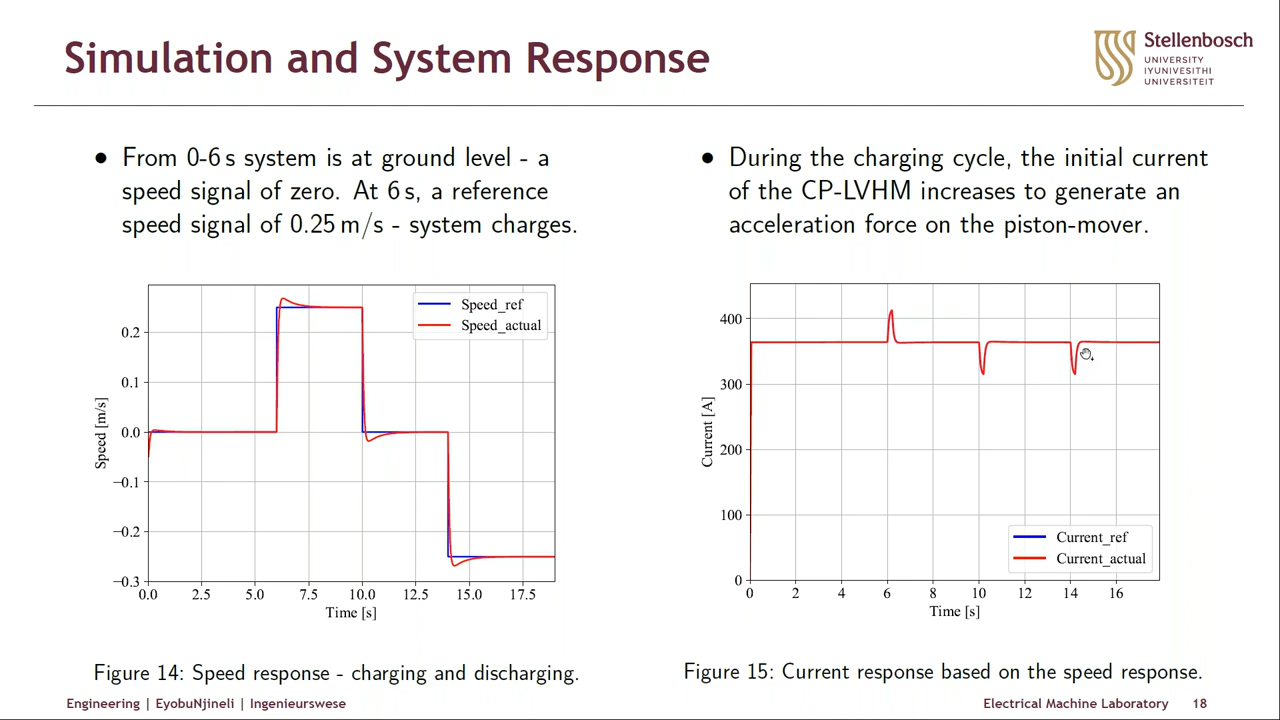 Simulation and System Response
Stellenbosch
UNIVERSITY
IYUNIVESITHI
UNIVERSITEIT
● From 0-6 s system is at ground level - a
speed signal of zero. At 6 s, a reference
speed signal of 0.25 m/s - system charges.
● During the charging cycle, the initial current
of the CP-LVHM increases to generate an
acceleration force on the piston-mover.
Speed_ref
Speed_actual
0.2
0.1
0.0
−0.1
−0.2
−0.3
Speed [m/s]
0.0 2.5 5.0 7.5 10.0 12.5 15.0 17.5
Time [s]
Figure 14: Speed response - charging and discharging.
400
300
200
100
0
Current [A]
Current_ref
Current_actual
0 2 4 6 8 10 12 14 16
Time [s]
Figure 15: Current response based on the speed response.
Engineering | EyobuNjineli | Ingenieurswese
Electrical Machine Laboratory 18